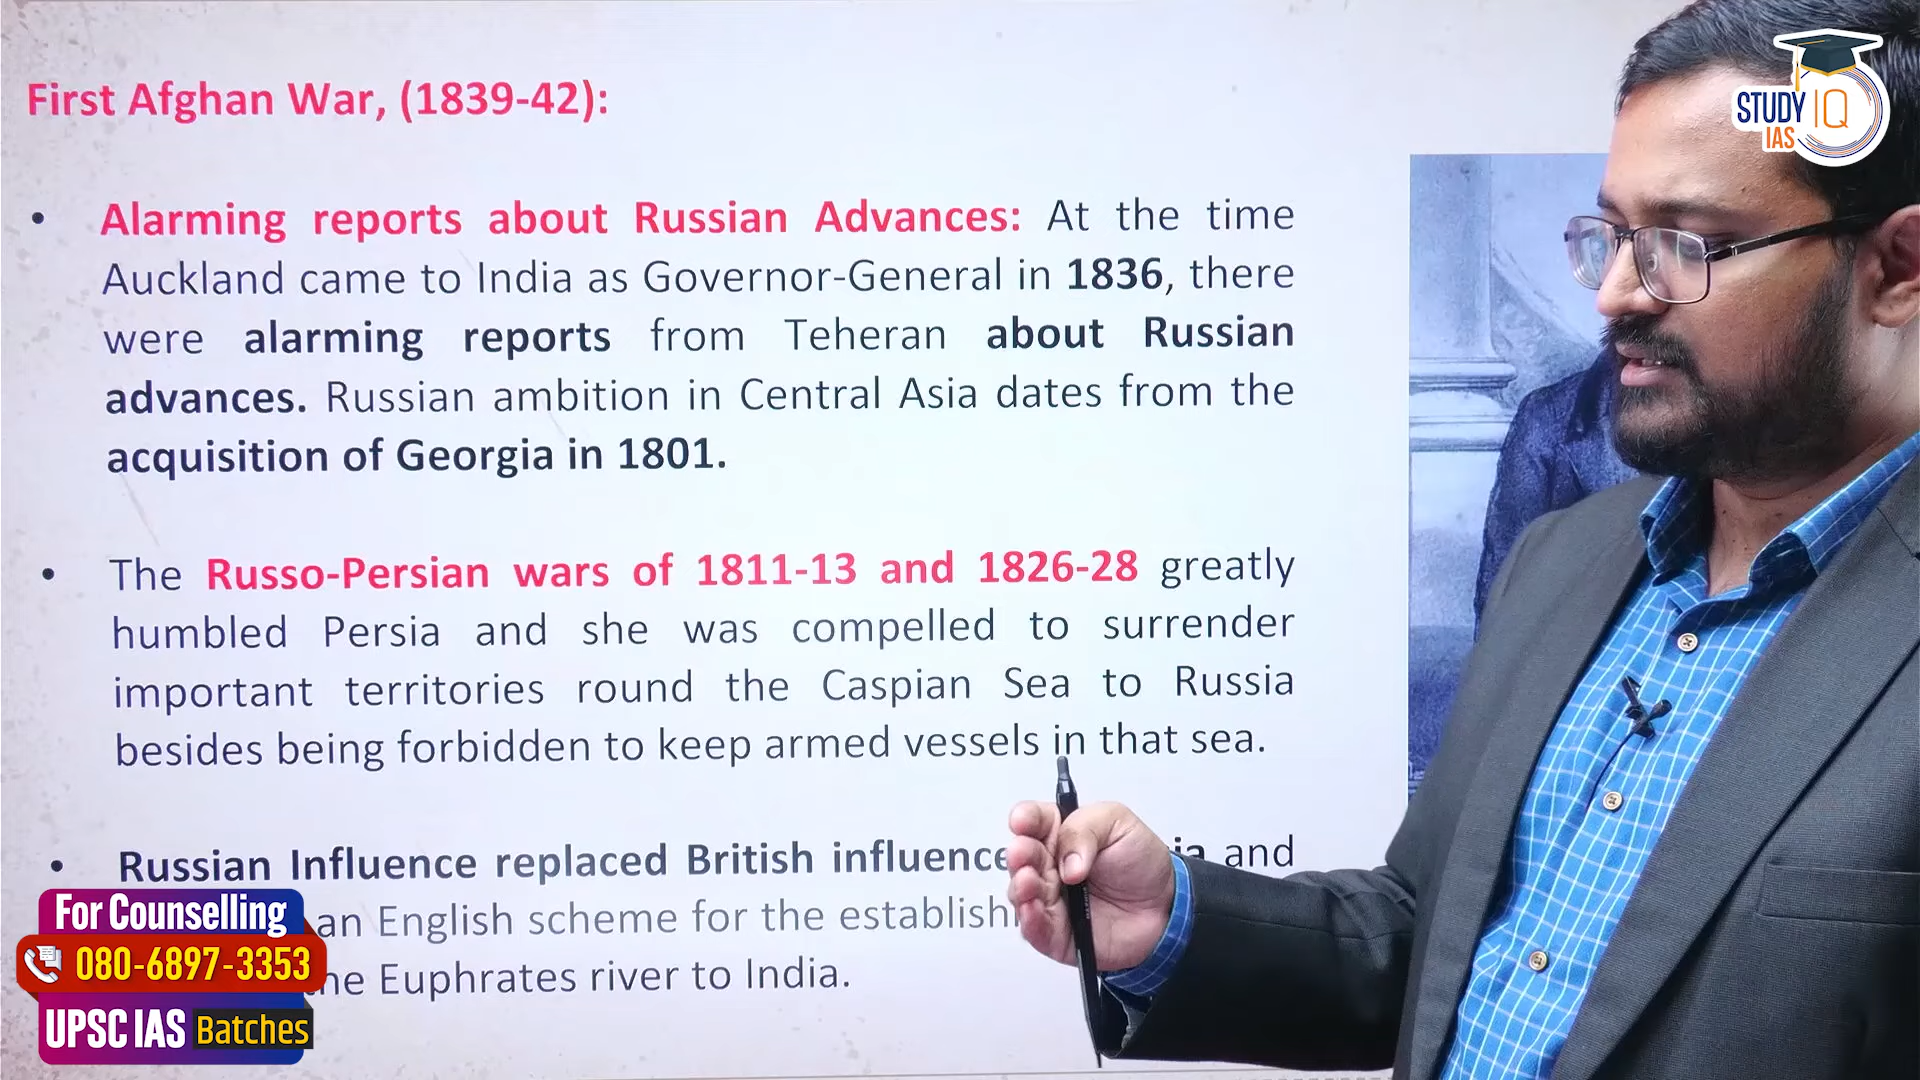 First Afghan War, (1839-42):
STUDY IQ
IAS
• Alarming reports about Russian Advances: At the time
Auckland came to India as Governor-General in 1836, there
were alarming reports from Teheran about Russian
advances. Russian ambition in Central Asia dates from the
acquisition of Georgia in 1801.
• The Russo-Persian wars of 1811-13 and 1826-28 greatly
humbled Persia and she was compelled to surrender
important territories round the Caspian Sea to Russia
besides being forbidden to keep armed vessels in that sea.
• Russian Influence replaced British influence and
an English scheme for the
Euphrates river to India.
For Counselling
080-6897-3353
UPSC IAS Batches